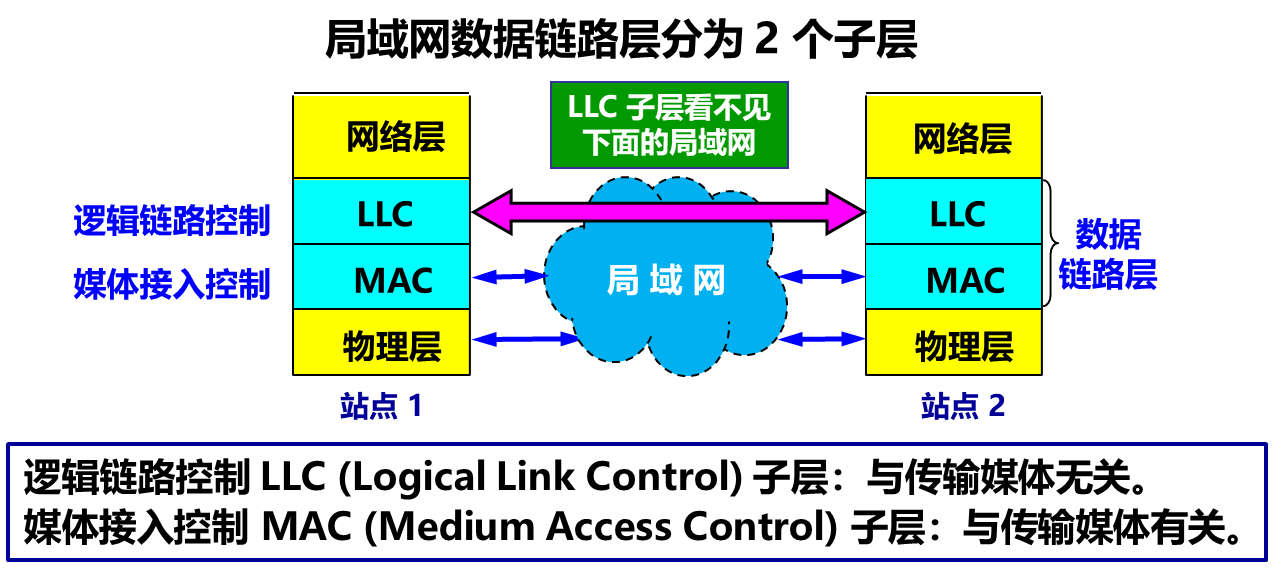 局域网数据链路层分为 2 个子层
LLC 子层看不见
下面的局域网
网络层
网络层
逻辑链路控制
LLC
LLC
数据
链路层
媒体接入控制
MAC
局 域 网
MAC
物理层
物理层
站点 1
站点 2
逻辑链路控制 LLC (Logical Link Control) 子层：与传输媒体无关。
媒体接入控制 MAC (Medium Access Control) 子层：与传输媒体有关。